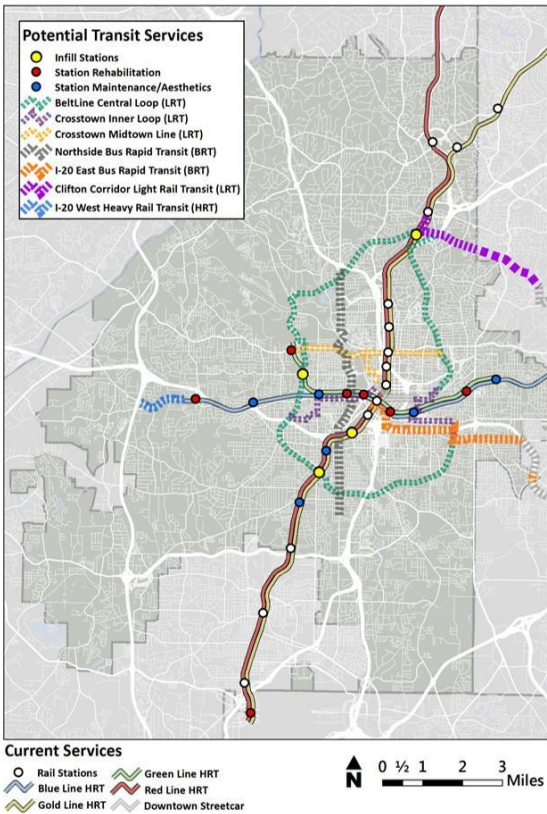 Potential Transit Services
Infill Stations
Station Rehabilitation
Station Maintenance/Aesthetics
BeltLine Central Loop (LRT)
Crosstown Inner Loop (LRT)
Crosstown Midtown Line (LRT)
Northside Bus Rapid Transit (BRT)
I-20 East Bus Rapid Transit (BRT)
Clifton Corridor Light Rail Transit (LRT)
I-20 West Heavy Rail Transit (HRT)
Current Services
Rail Stations
Blue Line HRT
Gold Line HRT
Green Line HRT
Red Line HRT
Downtown Streetcar
N
0 ½ 1 2 3
Miles